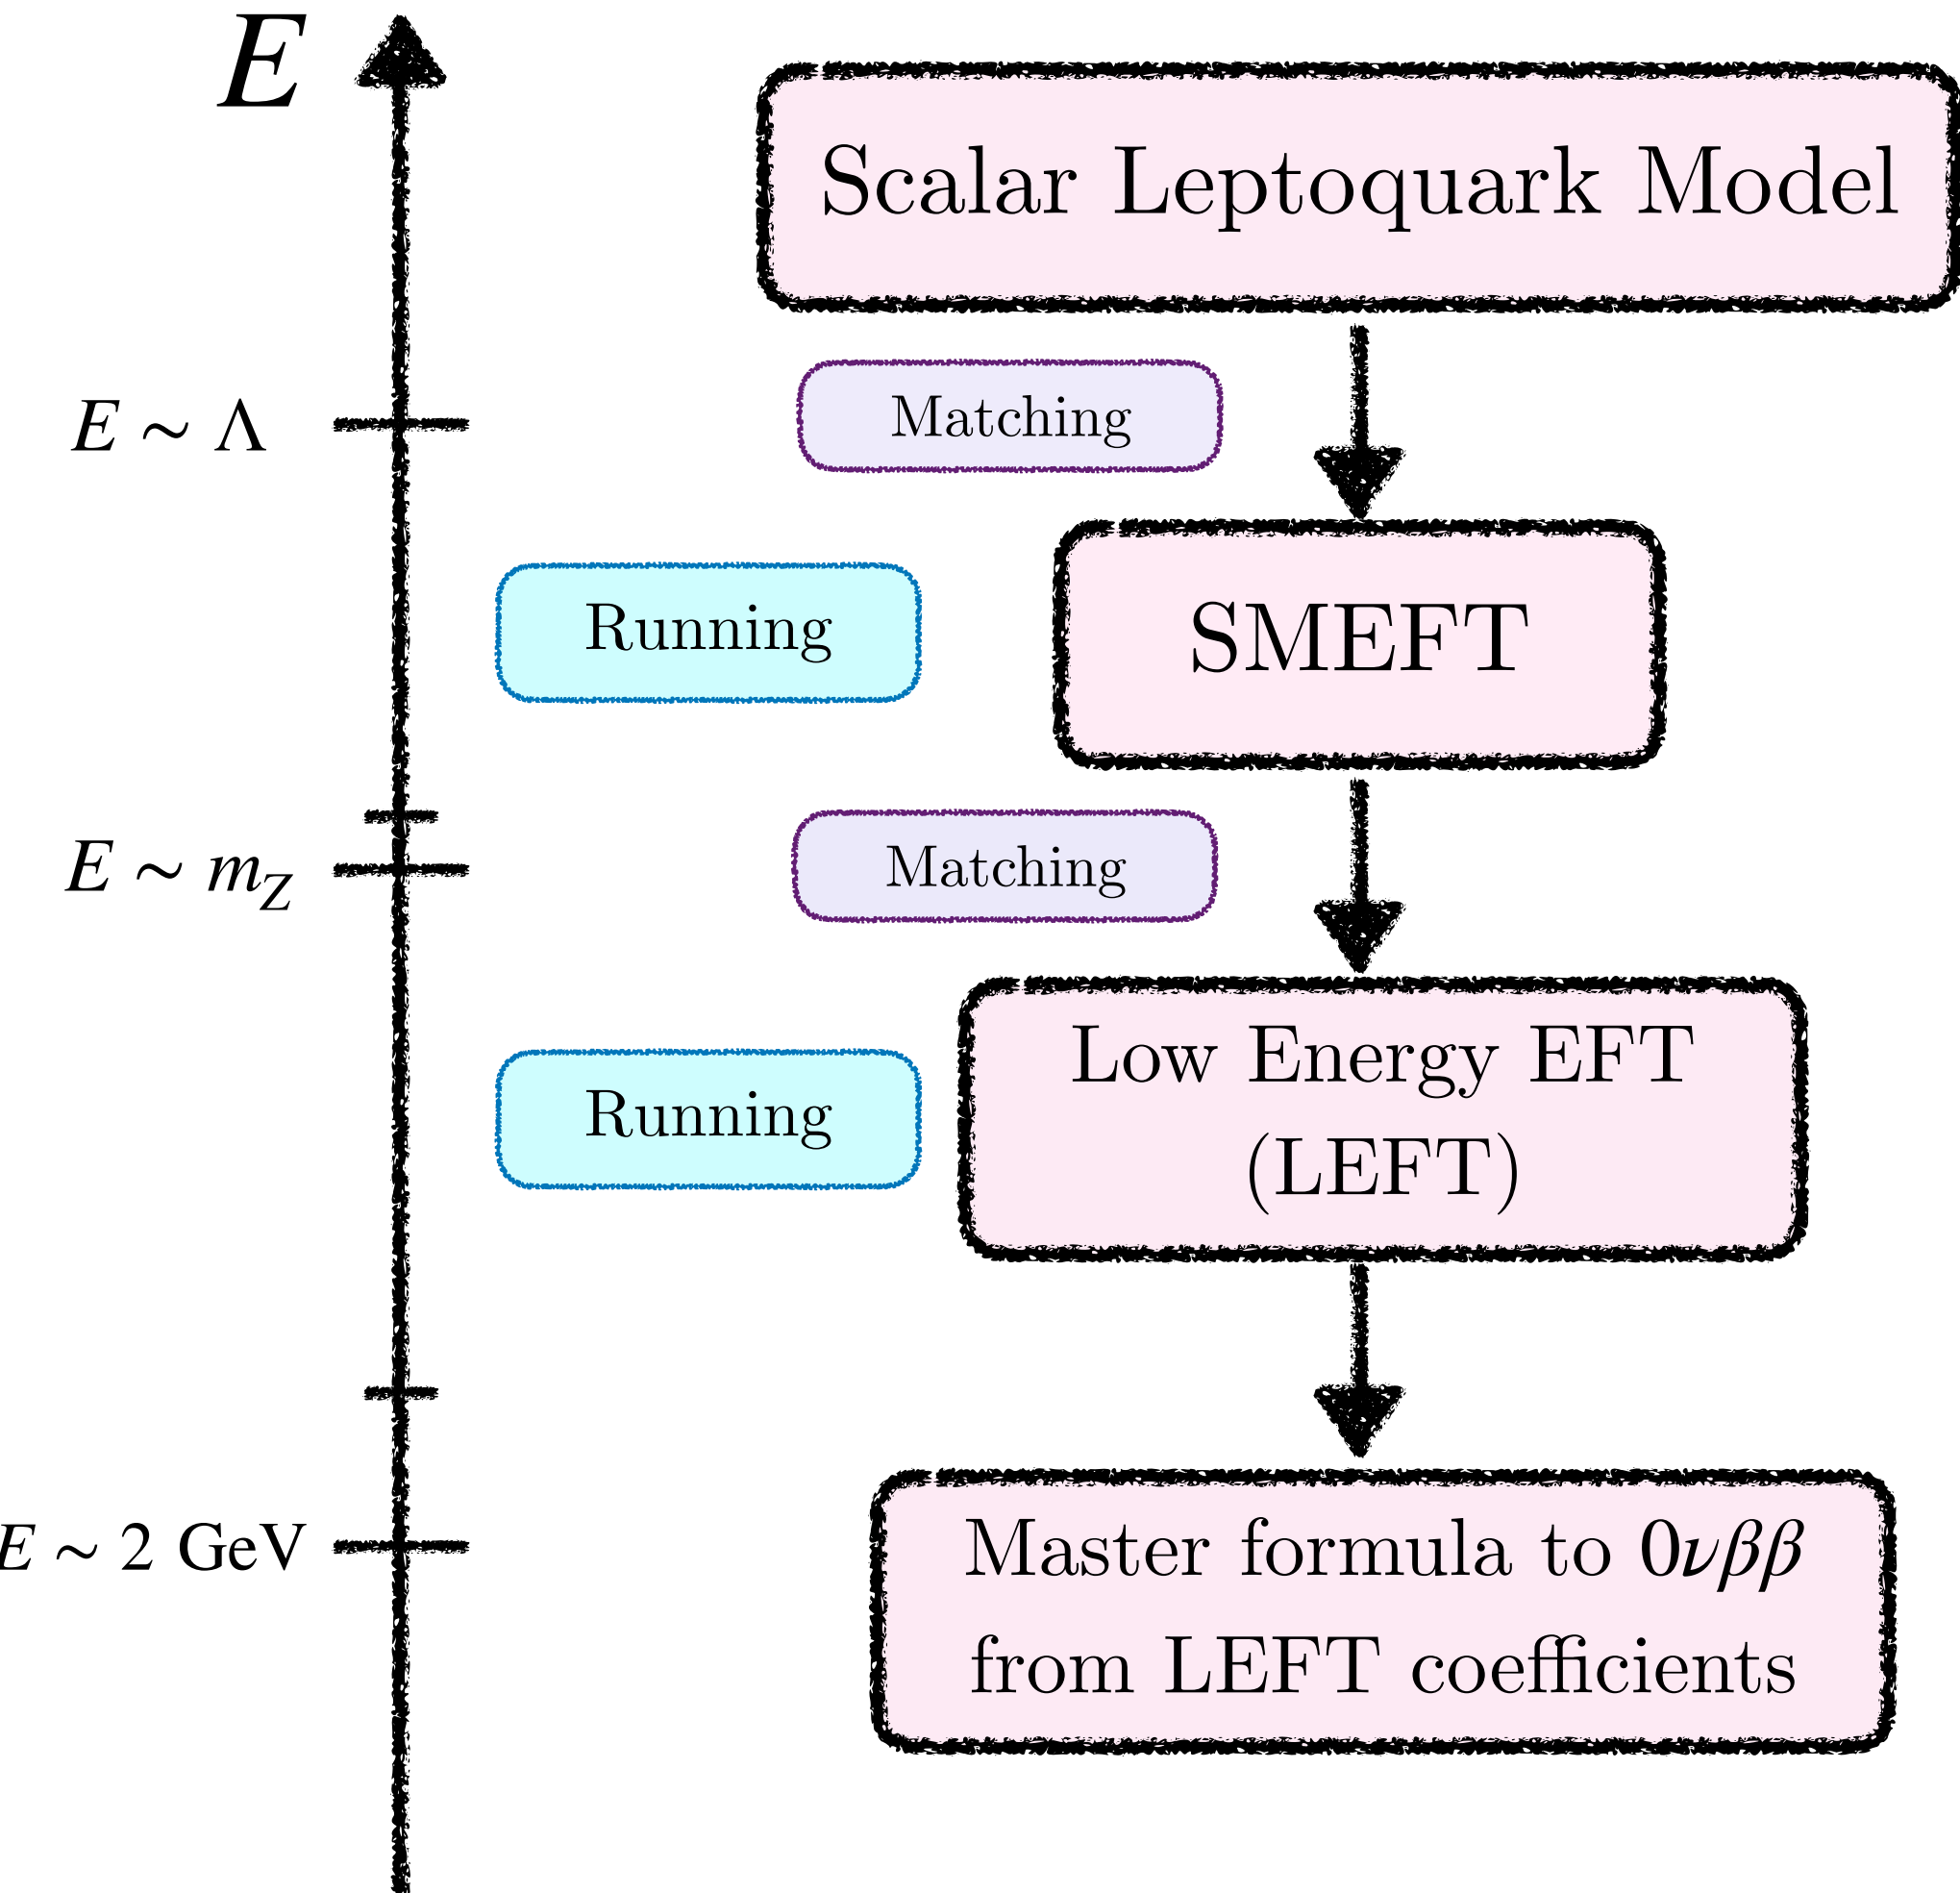 E
Scalar Leptoquark Model
E ~ Λ
Matching
Running
SMEFT
E ~ m_Z
Matching
Low Energy EFT
(LEFT)
Running
E ~ 2 GeV
Master formula to 0νββ
from LEFT coefficients